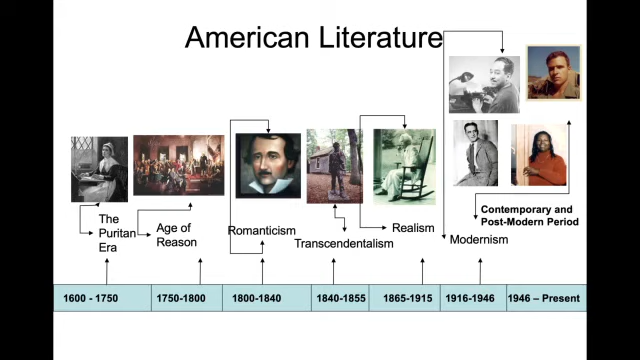 American Literature
The
Puritan
Era
Age of
Reason
Romanticism
Transcendentalism
Realism
Modernism
Contemporary and
Post-Modern Period
1600 - 1750
1750-1800
1800-1840
1840-1855
1865-1915
1916-1946
1946 – Present